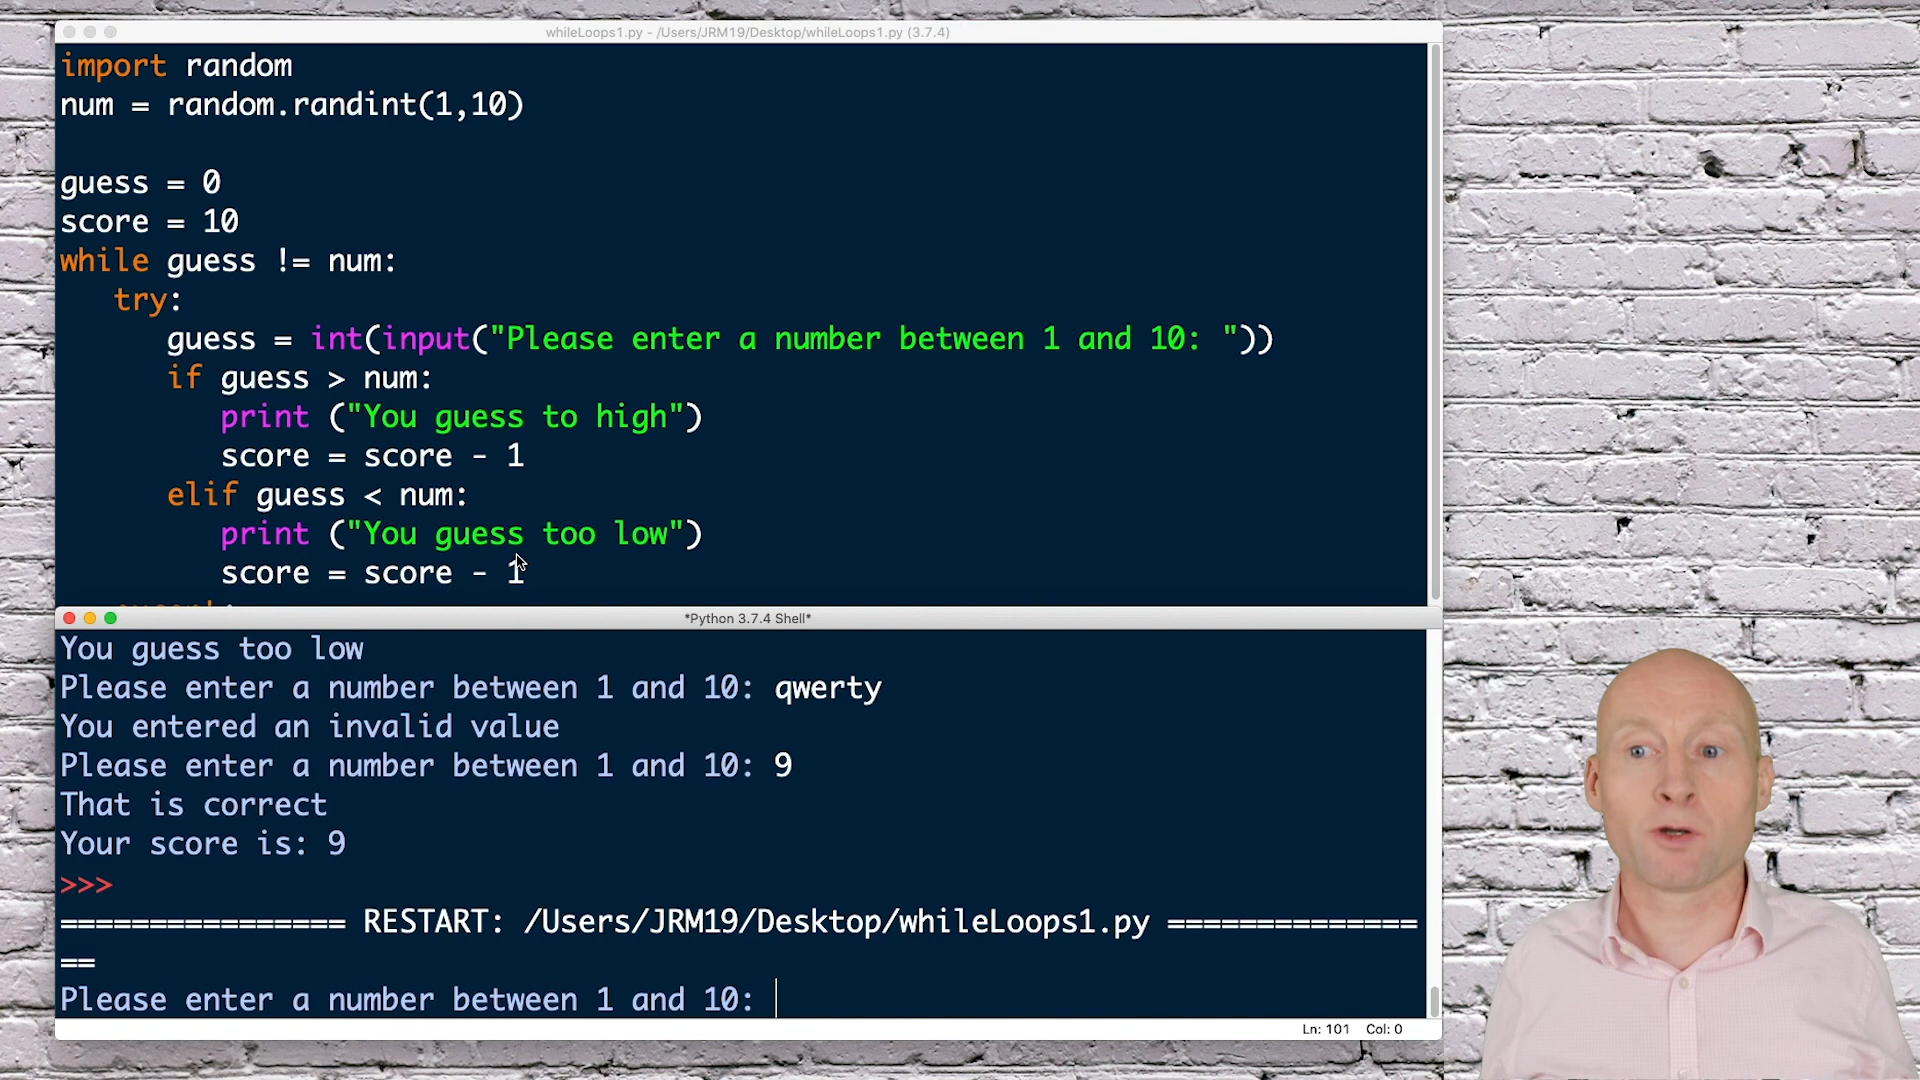 whileLoops1.py - /Users/JRM19/Desktop/whileLoops1.py (3.7.4)
import random
num = random.randint(1,10)
guess = 0
score = 10
while guess != num:
try:
guess = int(input("Please enter a number between 1 and 10: "))
if guess > num:
print ("You guess to high")
score = score - 1
elif guess < num:
print ("You guess too low")
score = score - 1
*Python 3.7.4 Shell*
You guess too low
Please enter a number between 1 and 10: qwerty
You entered an invalid value
Please enter a number between 1 and 10: 9
That is correct
Your score is: 9
>>>
================ RESTART: /Users/JRM19/Desktop/whileLoops1.py ==============
==
Please enter a number between 1 and 10:
Ln: 101 Col: 0